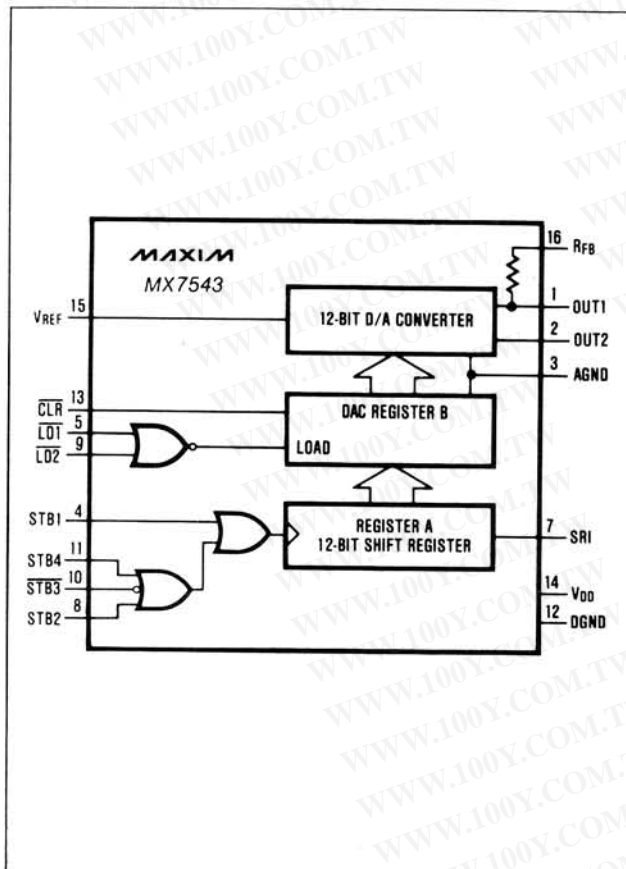 WWW.100Y.COM.TW
MAXIM
MX7543
16 RFB
15 VREF
12-BIT D/A CONVERTER
1 OUT1
2 OUT2
3 AGND
13 CLR
DAC REGISTER B
5 LD1
9 LD2
LOAD
4 STB1
REGISTER A
12-BIT SHIFT REGISTER
7 SRI
11 STB4
10 STB3
8 STB2
14 VDD
12 DGND